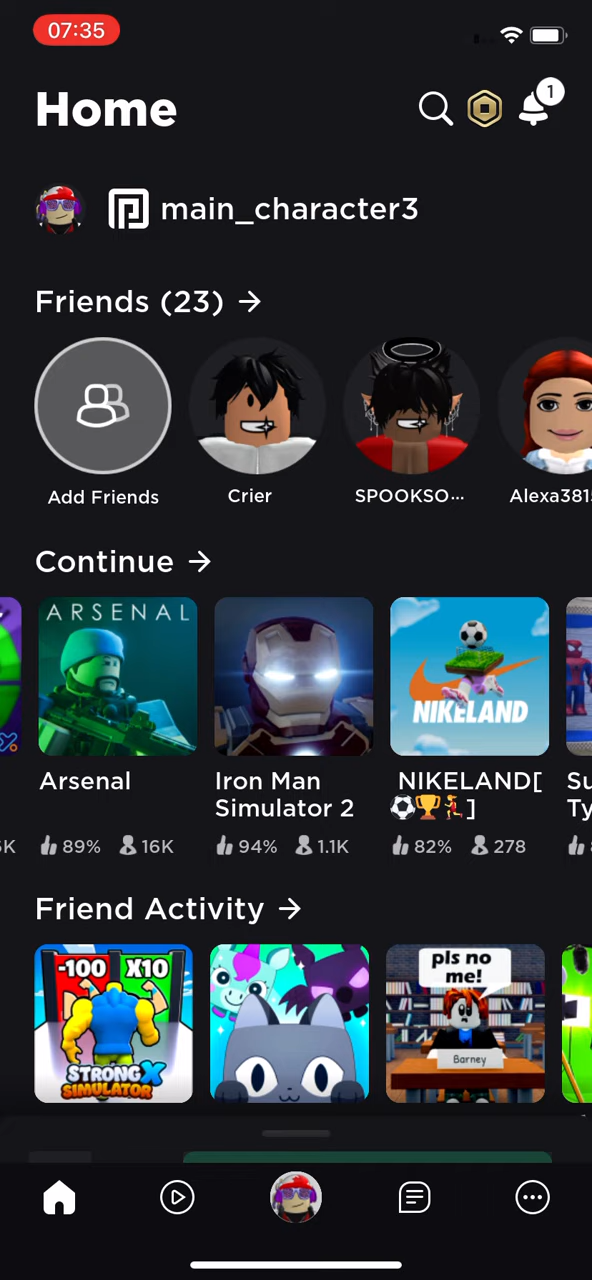 07:35
Home
1
main_character3
Friends (23) →
Add Friends
Crier
SPOOKSO...
Alexa381
Continue →
ARSENAL
NIKELAND
Arsenal
Iron Man
Simulator 2
NIKELAND[
⚽🏆🏃]
Su
Ty
K
89%
16K
94%
1.1K
82%
278
Friend Activity →
-100
X10
STRONG X
SIMULATOR
pls no
me!
Barney